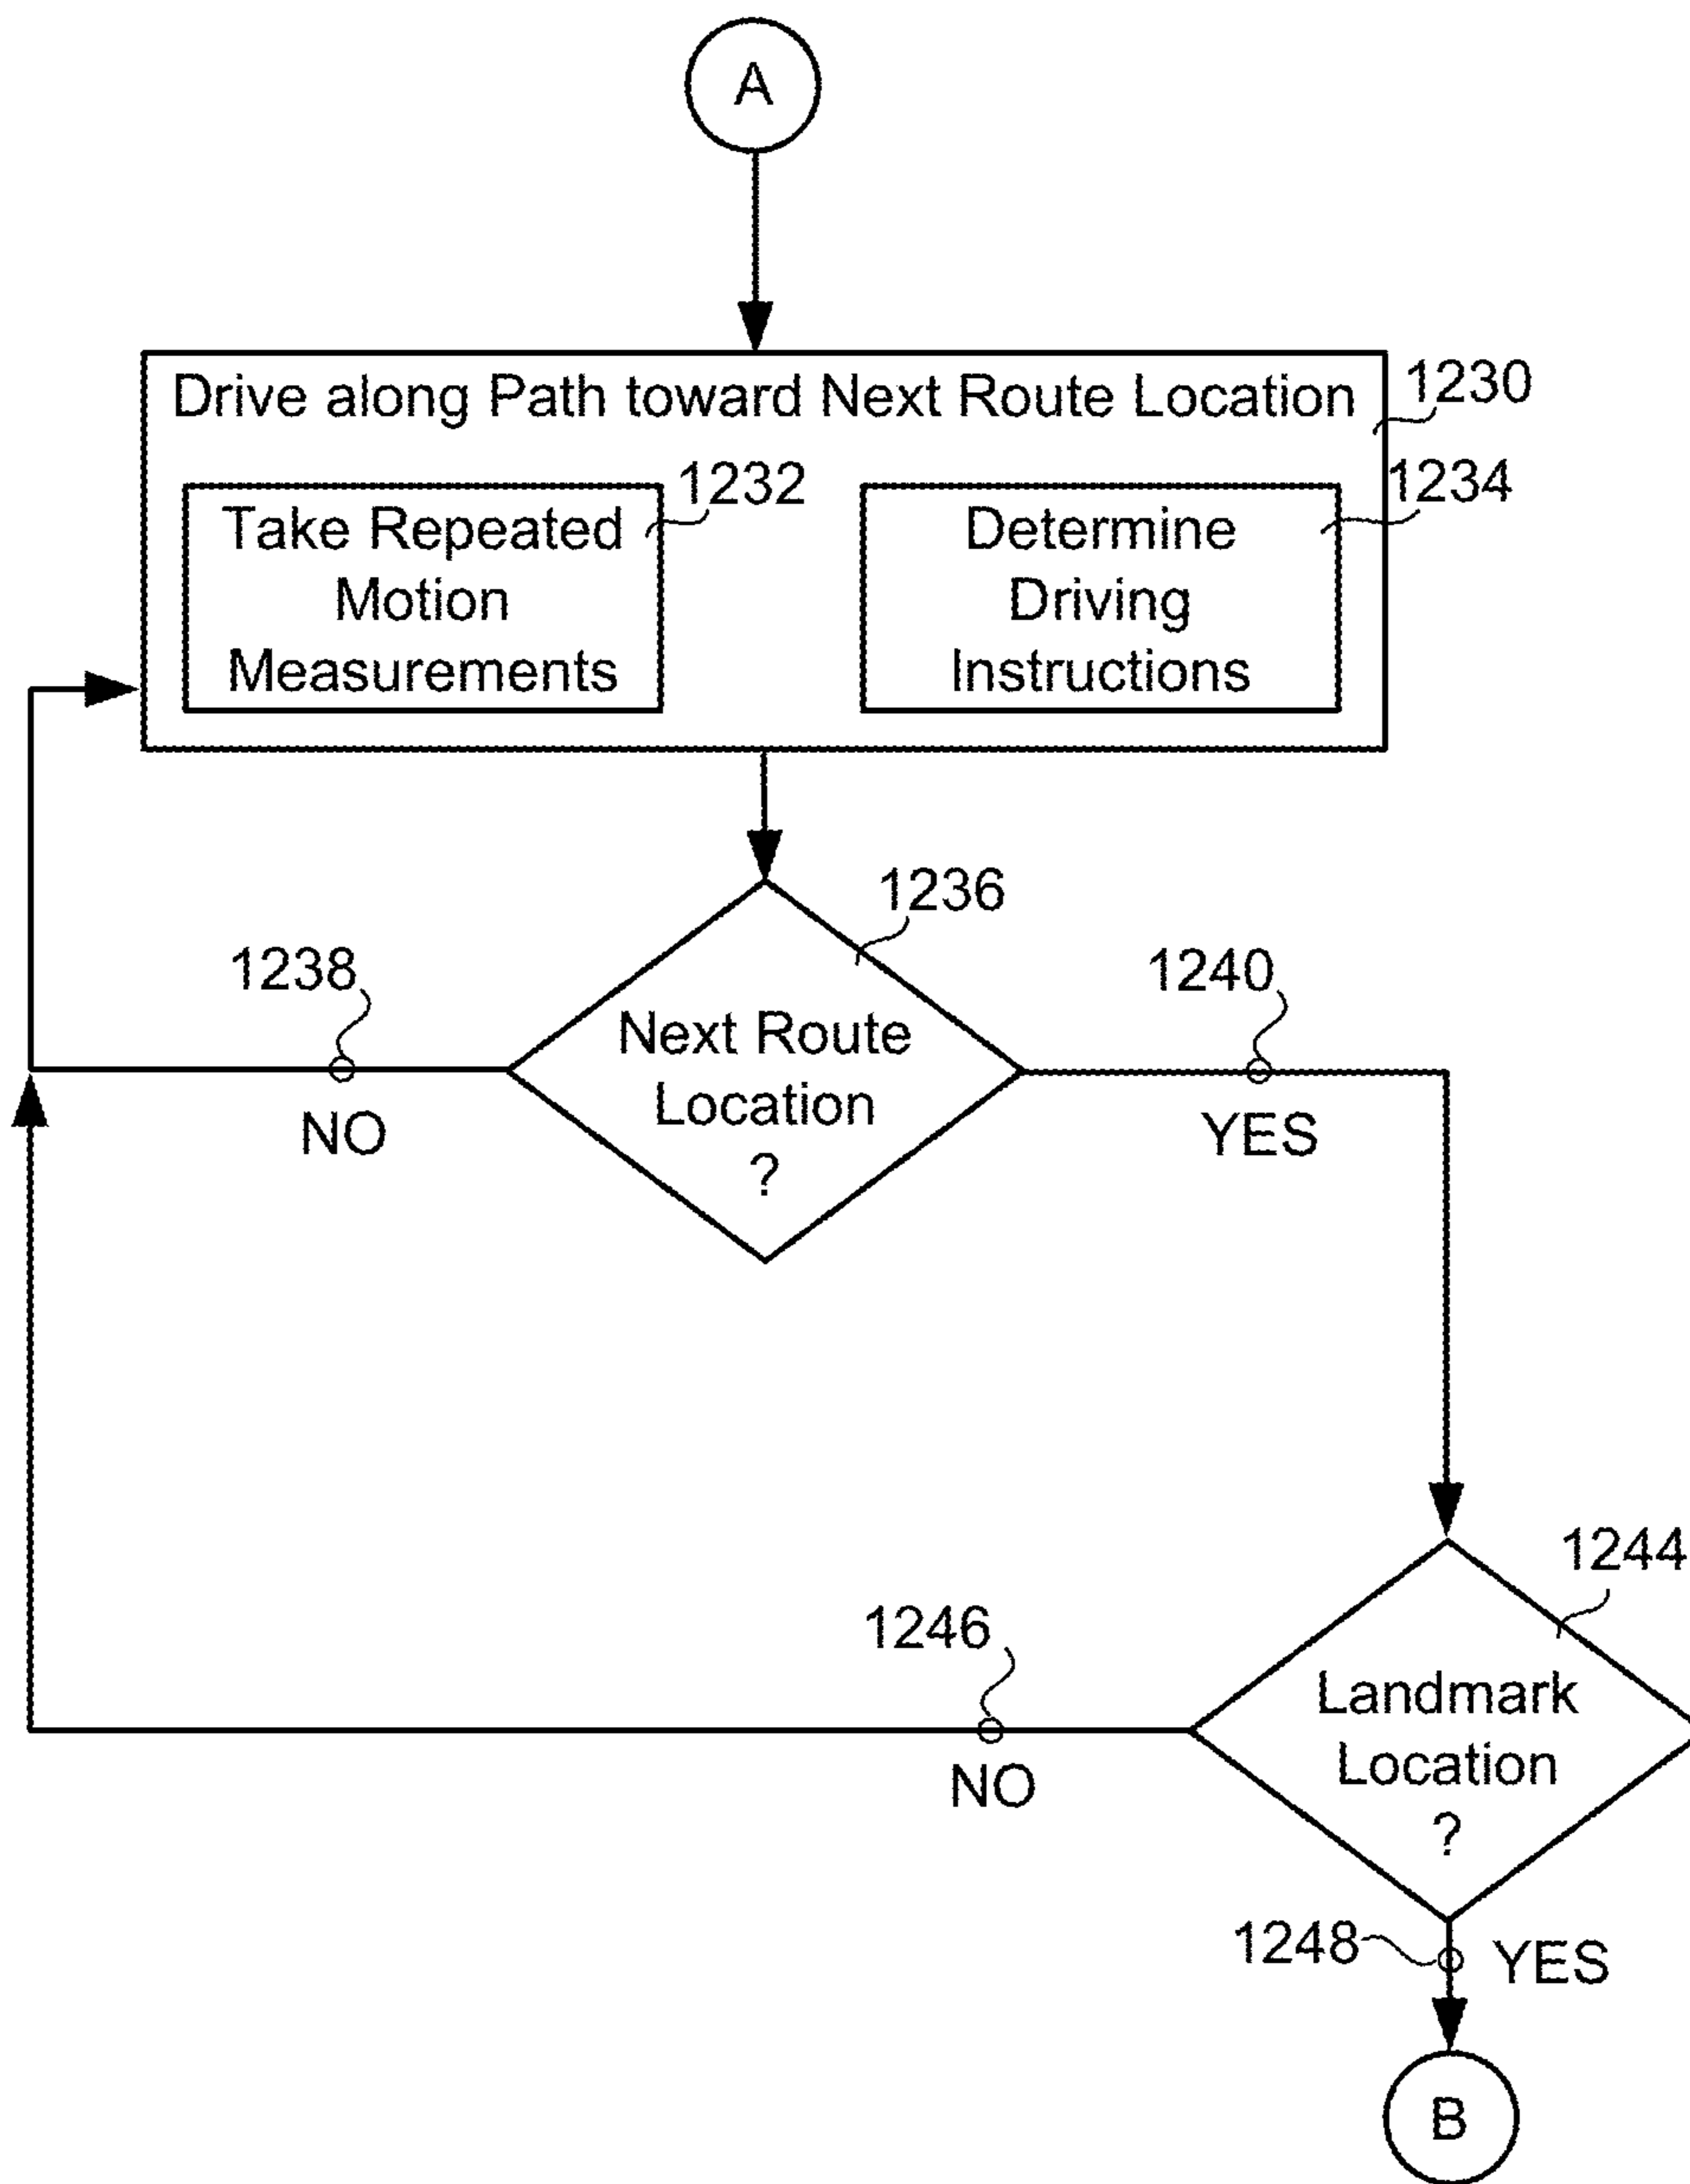 A
Drive along Path toward Next Route Location
1230
1232
1234
Take Repeated
Motion
Measurements
Determine
Driving
Instructions
1236
1238
1240
Next Route
Location
?
NO
YES
1244
1246
Landmark
Location
?
NO
1248
YES
B